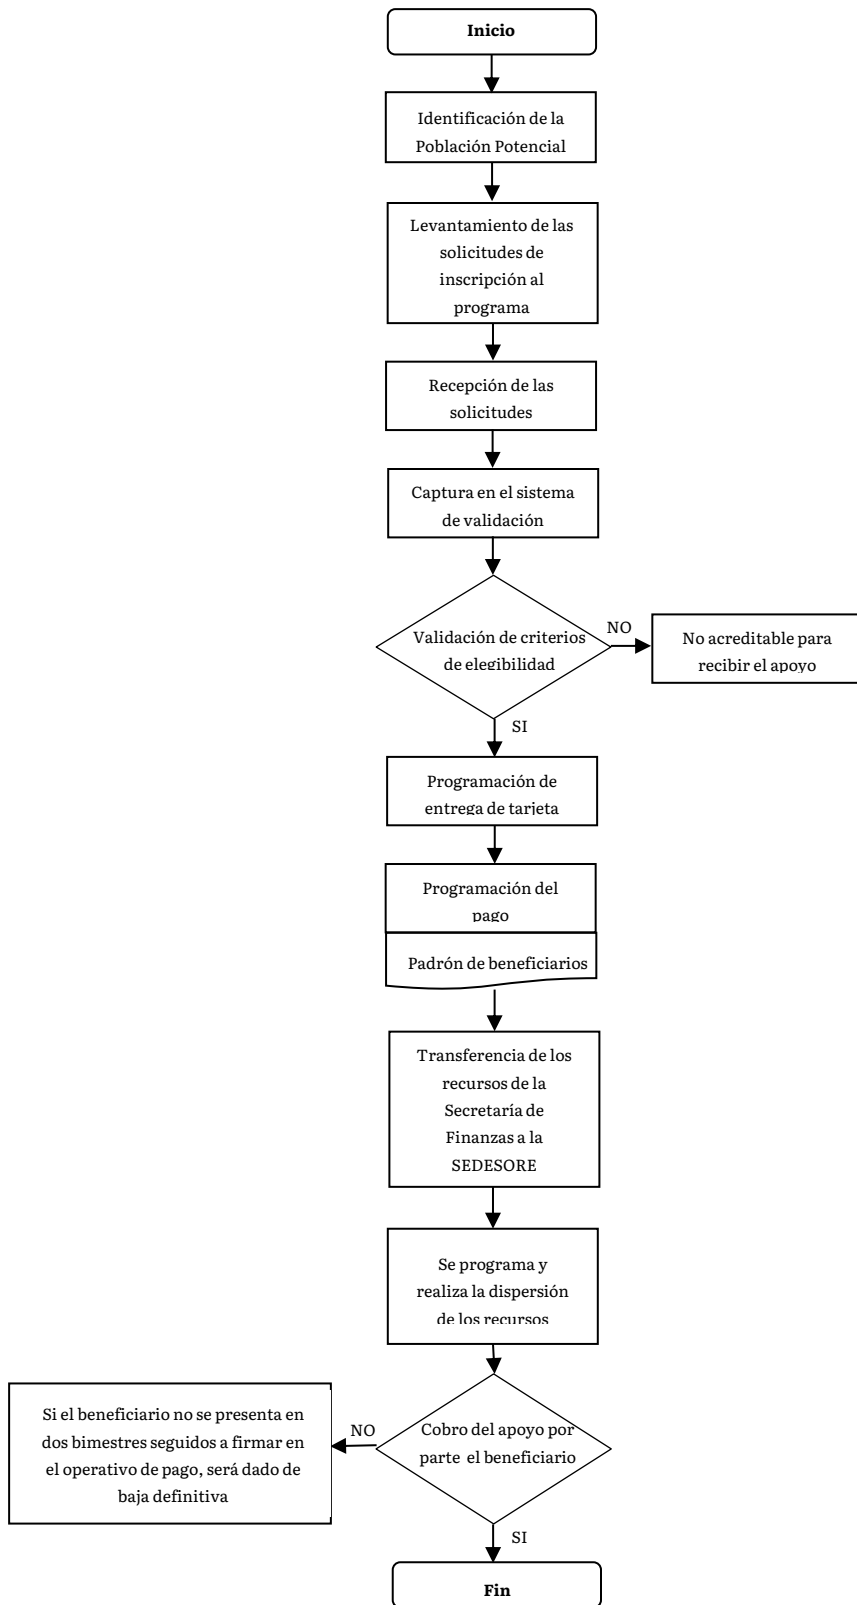 Inicio
Identificación de la
Población Potencial
Levantamiento de las
solicitudes de
inscripción al
programa
Recepción de las
solicitudes
Captura en el sistema
de validación
Validación de criterios
de elegibilidad
NO
No acreditable para
recibir el apoyo
SI
Programación de
entrega de tarjeta
Programación del
pago
Padrón de beneficiarios
Transferencia de los
recursos de la
Secretaría de
Finanzas a la
SEDESORE
Se programa y
realiza la dispersión
de los recursos
Cobro del apoyo por
parte el beneficiario
NO
Si el beneficiario no se presenta en
dos bimestres seguidos a firmar en
el operativo de pago, será dado de
baja definitiva
SI
Fin